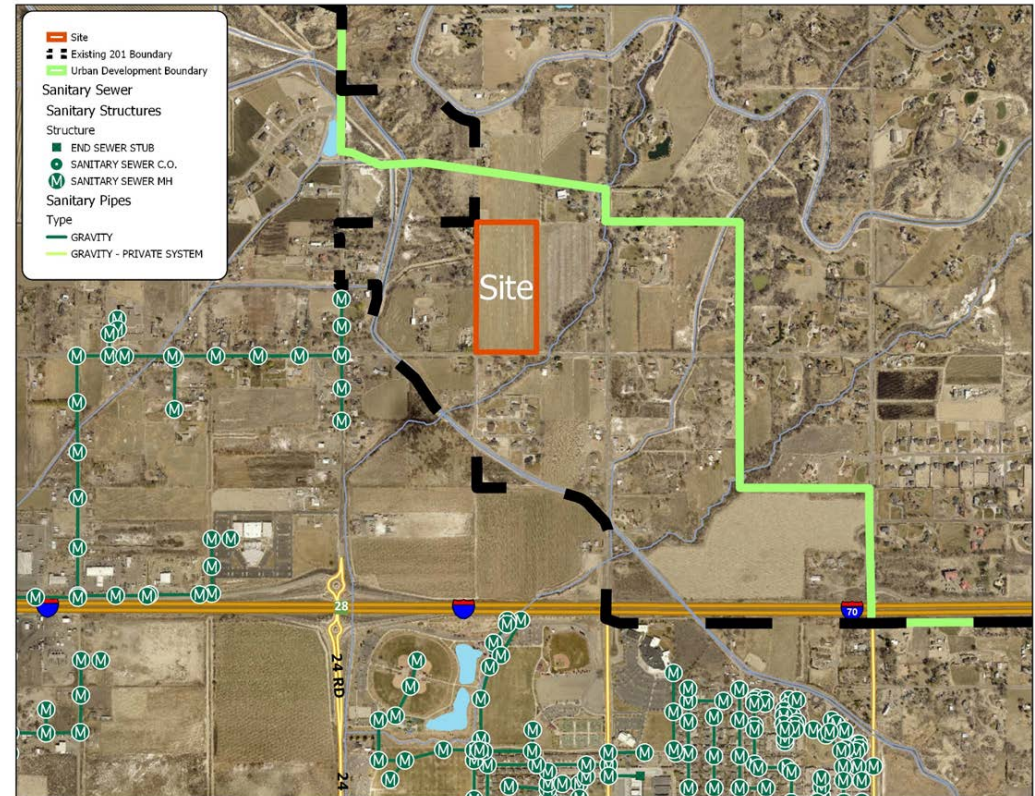 Site
Existing 201 Boundary
Urban Development Boundary
Sanitary Sewer
Sanitary Structures
Structure
END SEWER STUB
SANITARY SEWER C.O.
M SANITARY SEWER MH
Sanitary Pipes
Type
GRAVITY
GRAVITY - PRIVATE SYSTEM
Site
28
70
24 RD
24